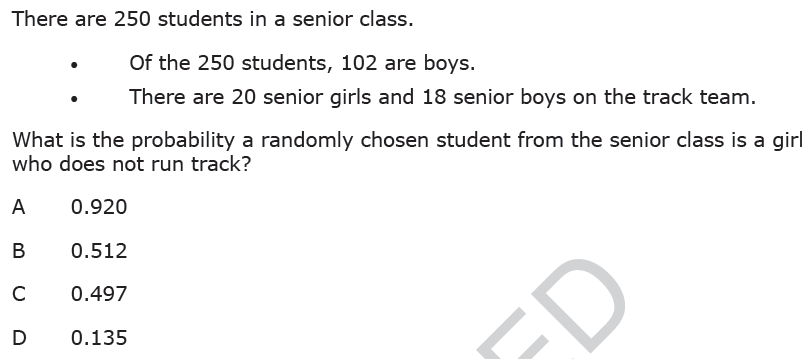 There are 250 students in a senior class.
• Of the 250 students, 102 are boys.
• There are 20 senior girls and 18 senior boys on the track team.
What is the probability a randomly chosen student from the senior class is a girl
who does not run track?
A 0.920
B 0.512
C 0.497
D 0.135
ED